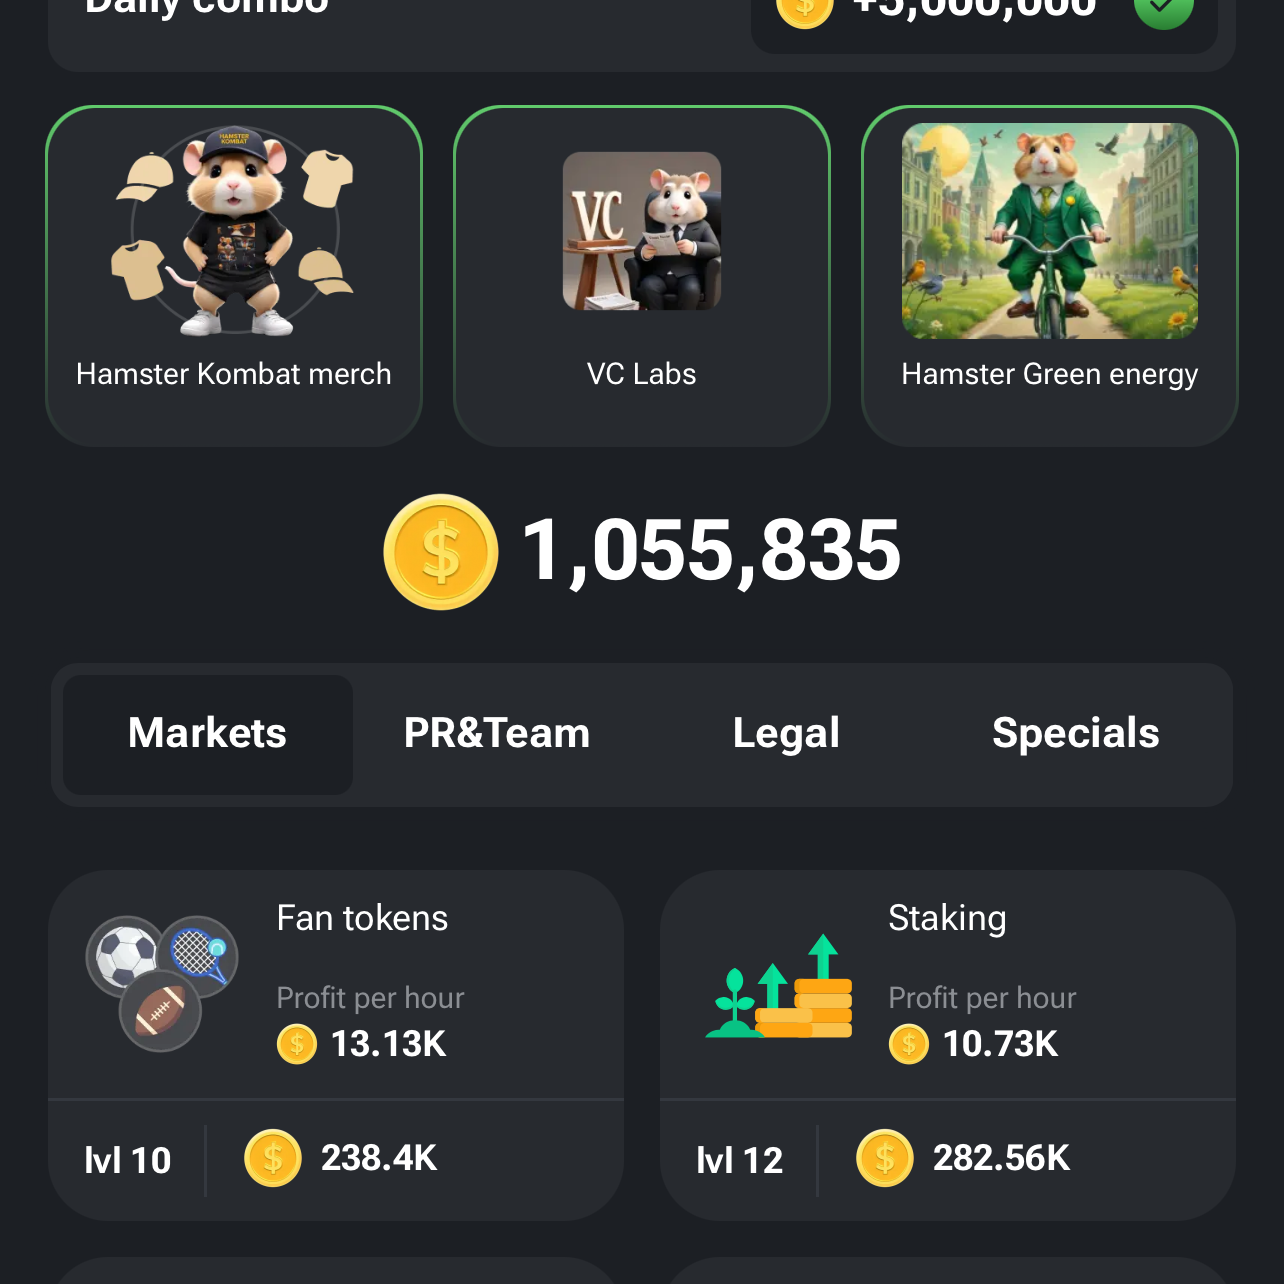 Daily combo
+5,000,000
HAMSTER
KOMBAT
VC
Hamster Kombat merch
VC Labs
Hamster Green energy
1,055,835
Markets
PR&Team
Legal
Specials
Fan tokens
Profit per hour
13.13K
lvl 10
238.4K
Staking
Profit per hour
10.73K
lvl 12
282.56K